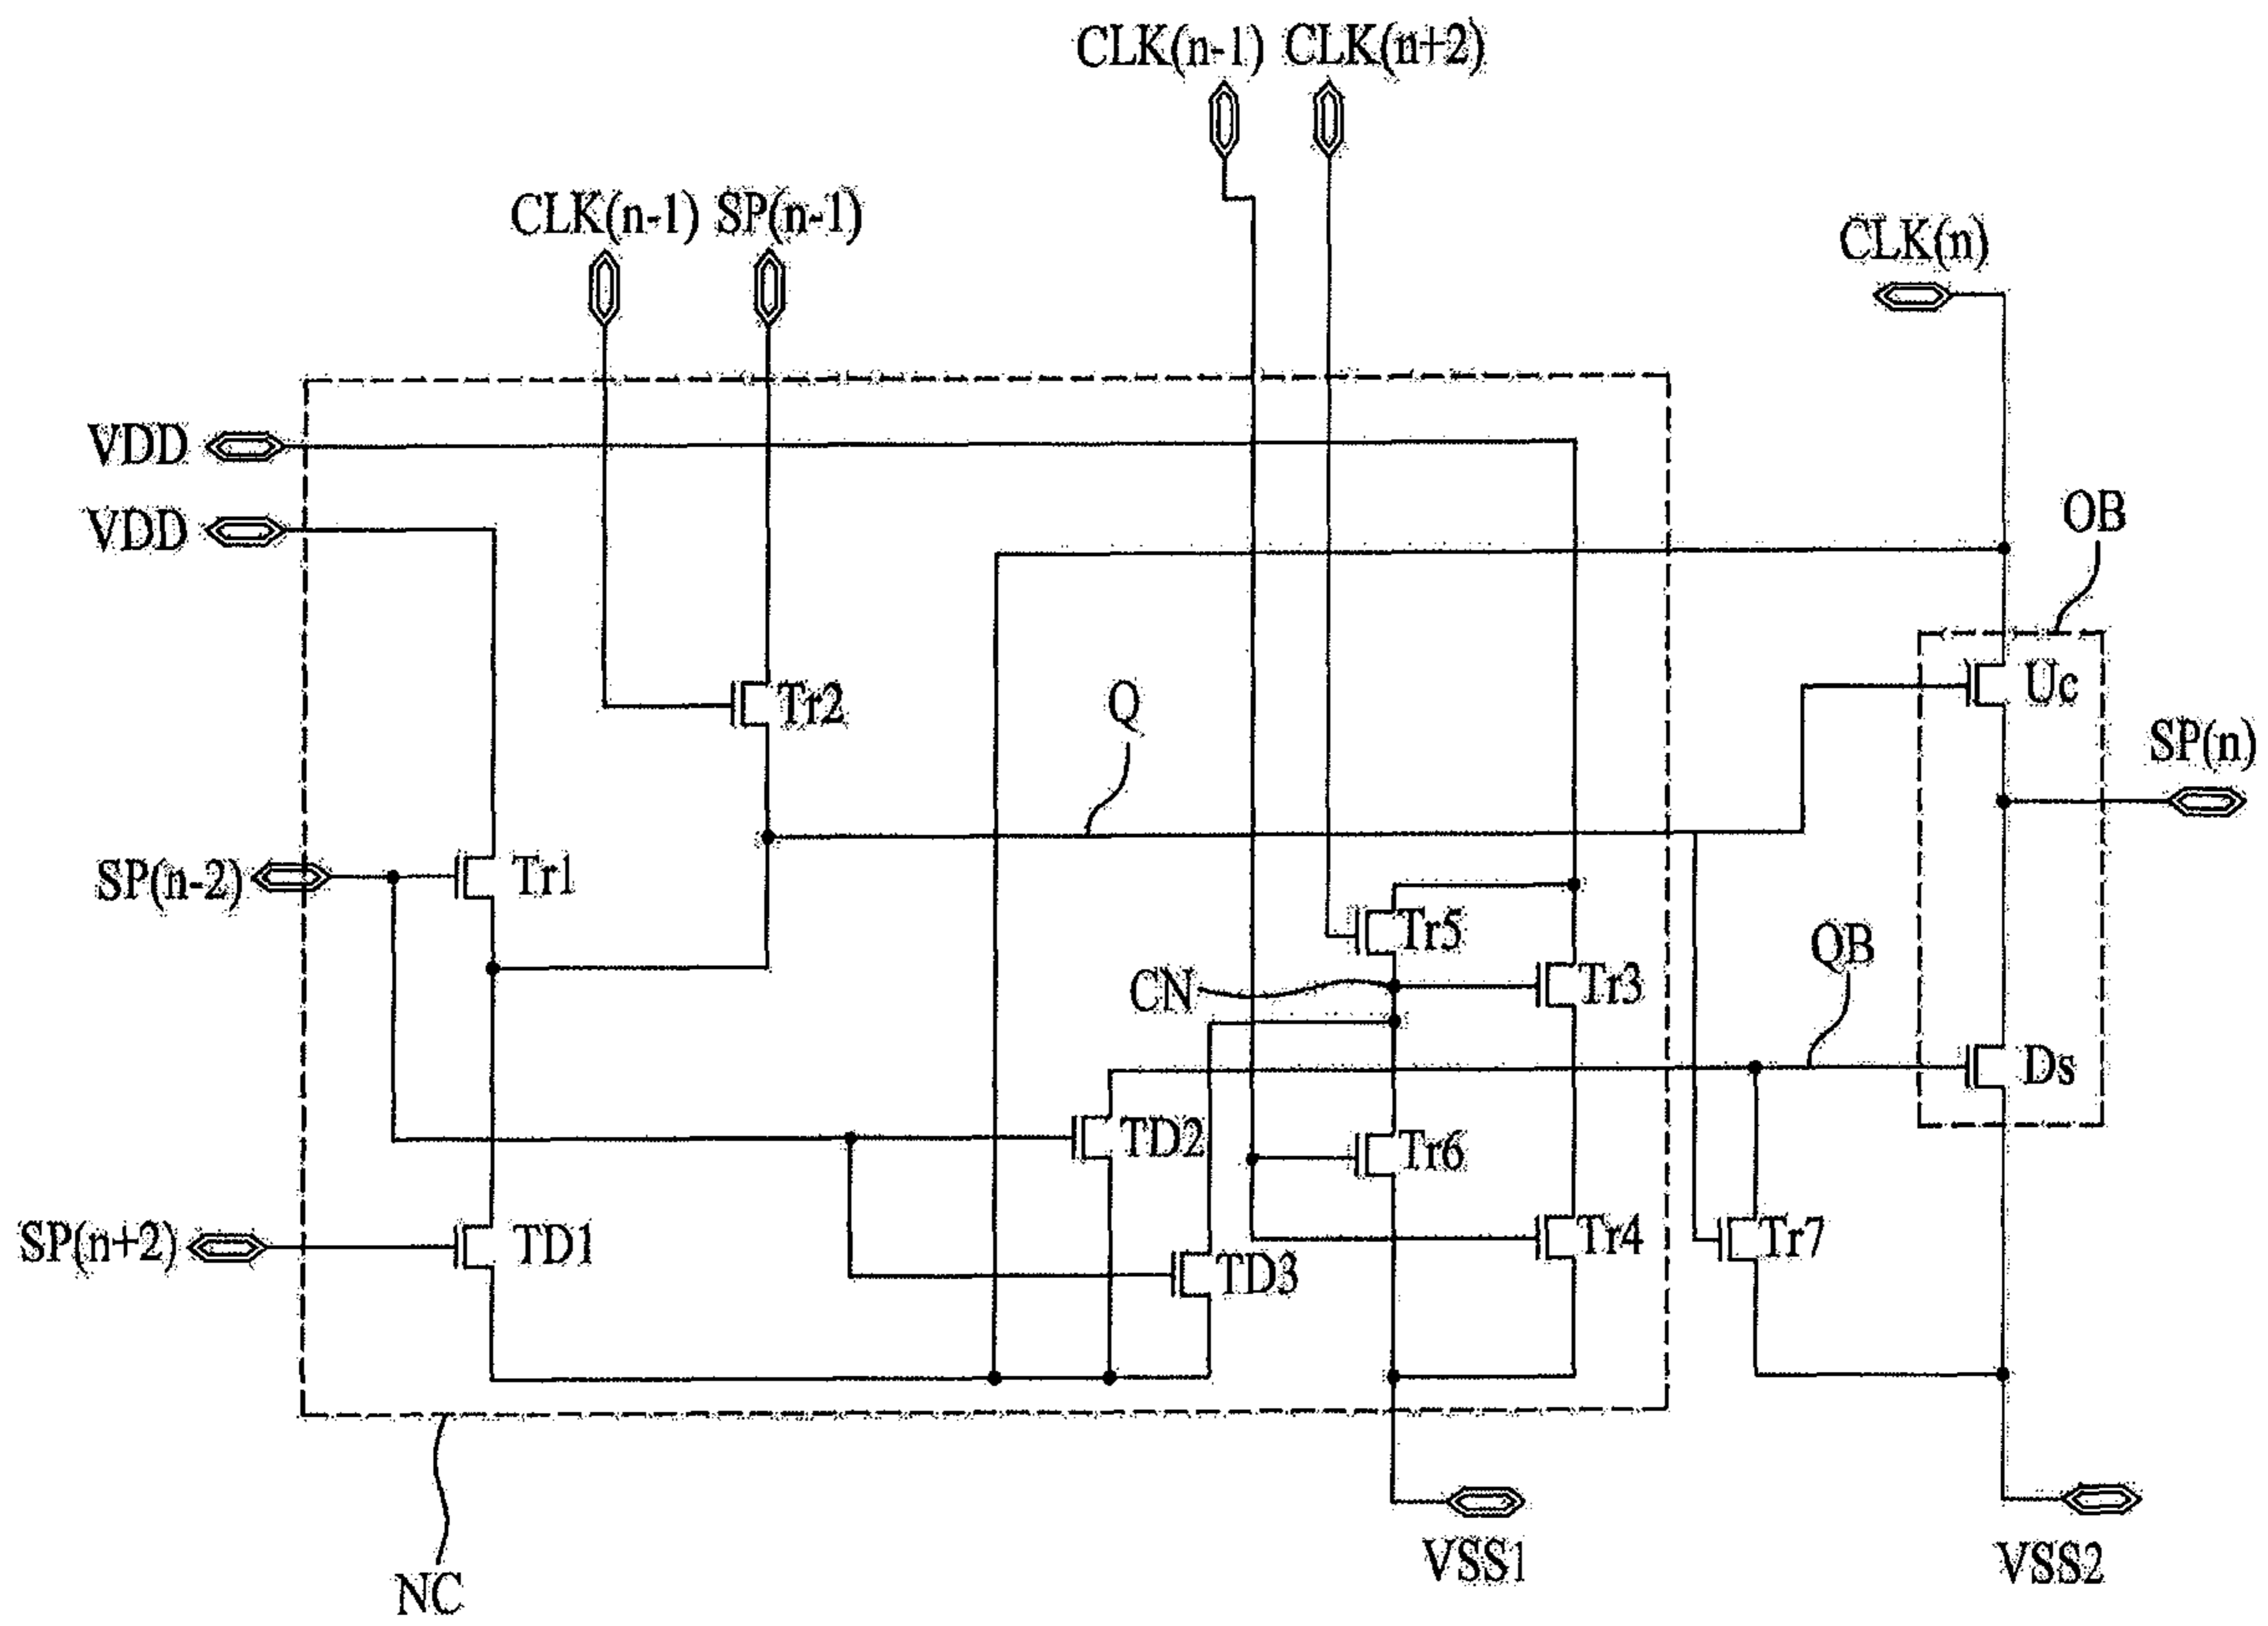 CLK(n-1) CLK(n+2)
CLK(n-1) SP(n-1)
CLK(n)
VDD
OB
VDD
Uc
Tr2
Q
SP(n)
SP(n-2)
Tr1
Tr5
QB
CN
Tr3
Ds
TD2
Tr6
SP(n+2)
TD1
TD3
Tr4
Tr7
VSS1
VSS2
NC